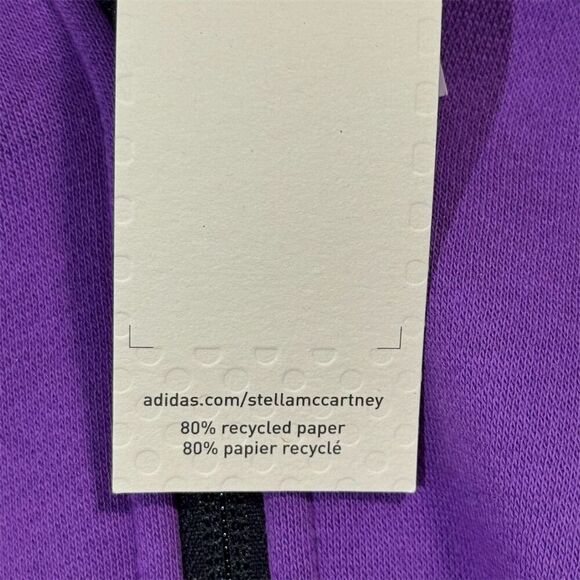 adidas.com/stellamccartney
80% recycled paper
80% papier recyclé